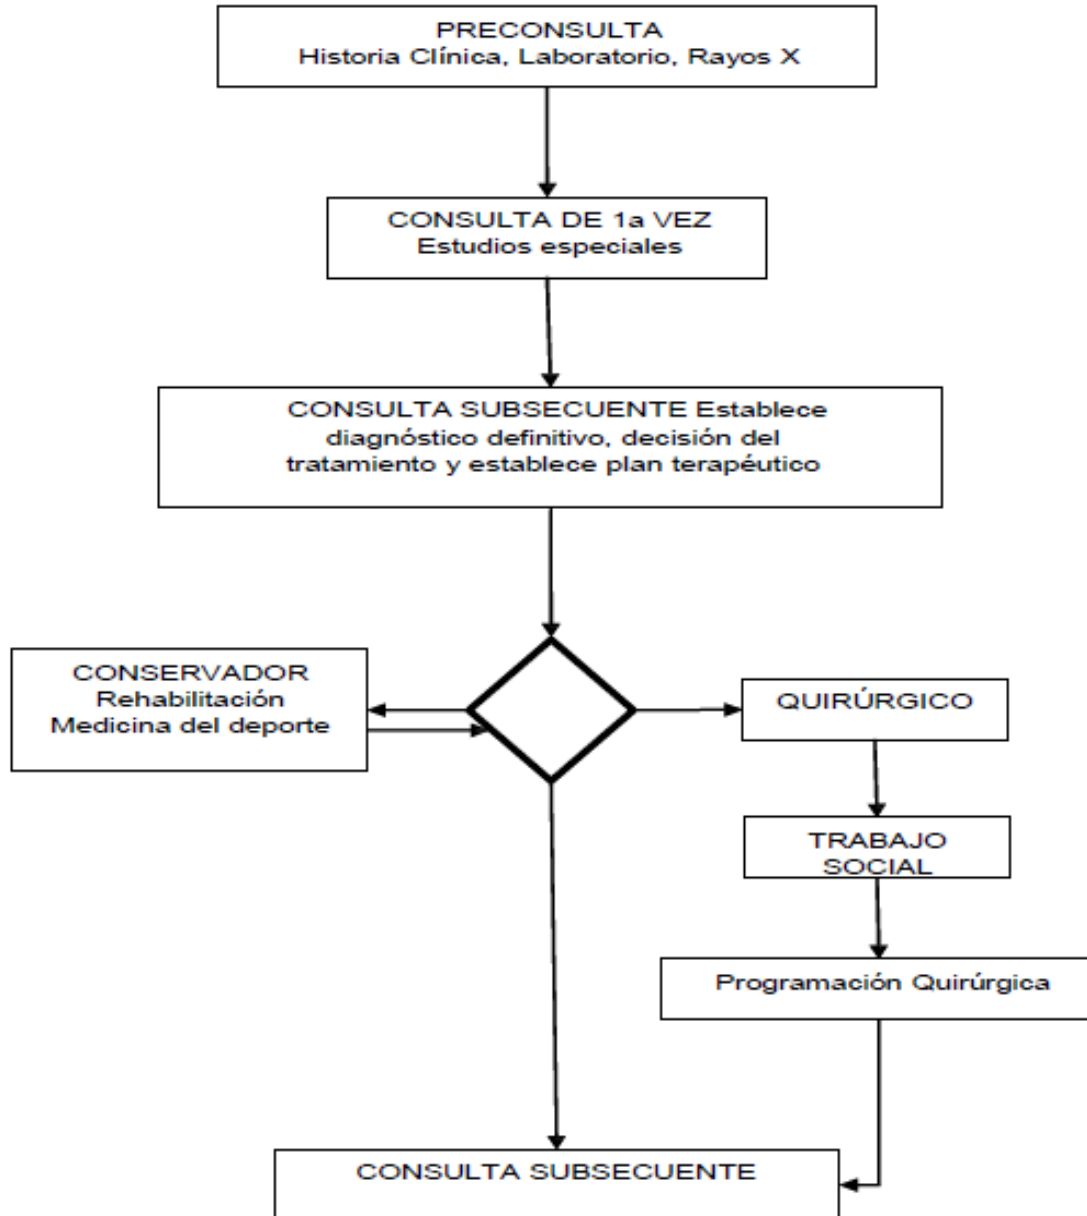 PRECONSULTA
Historia Clínica, Laboratorio, Rayos X
CONSULTA DE 1a VEZ
Estudios especiales
CONSULTA SUBSECUENTE Establece
diagnóstico definitivo, decisión del
tratamiento y establece plan terapéutico
CONSERVADOR
Rehabilitación
Medicina del deporte
QUIRÚRGICO
TRABAJO
SOCIAL
Programación Quirúrgica
CONSULTA SUBSECUENTE